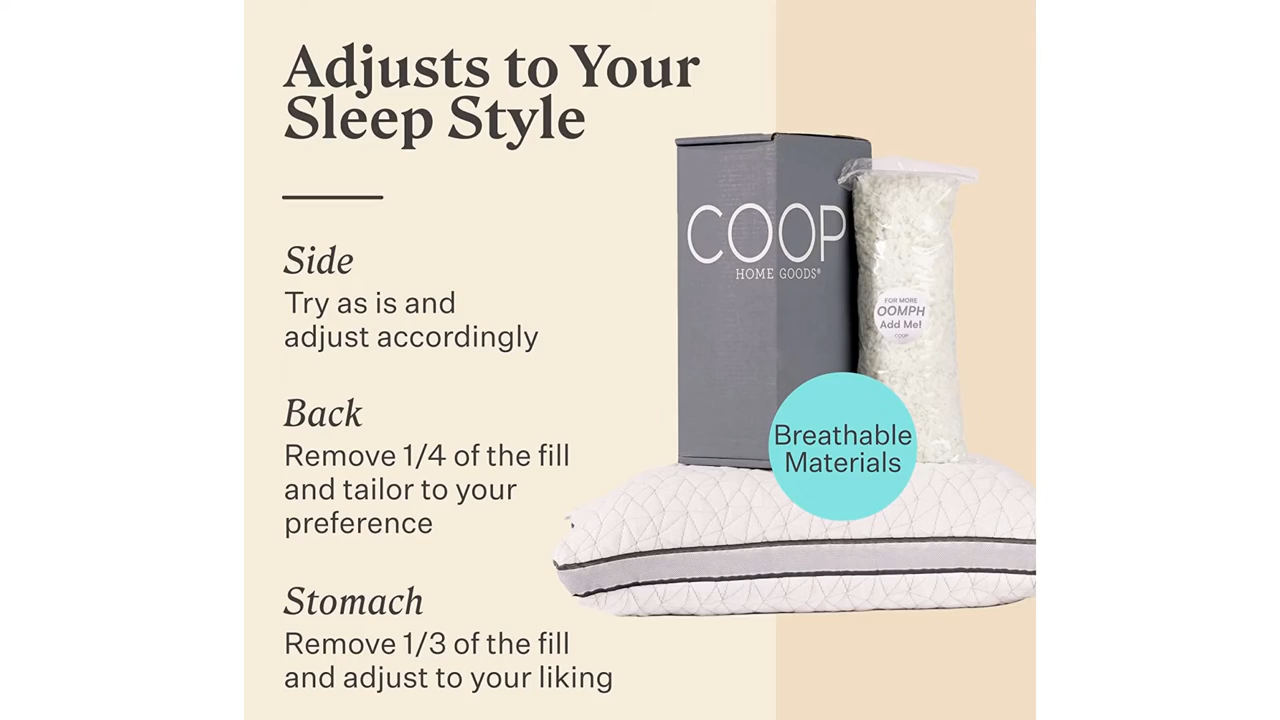 Adjusts to Your
Sleep Style
Side
Try as is and
adjust accordingly
Back
Remove 1/4 of the fill
and tailor to your
preference
Stomach
Remove 1/3 of the fill
and adjust to your liking
COOP
HOME GOODS®
FOR MORE
OOMPH
Add Me!
COOP
Breathable
Materials